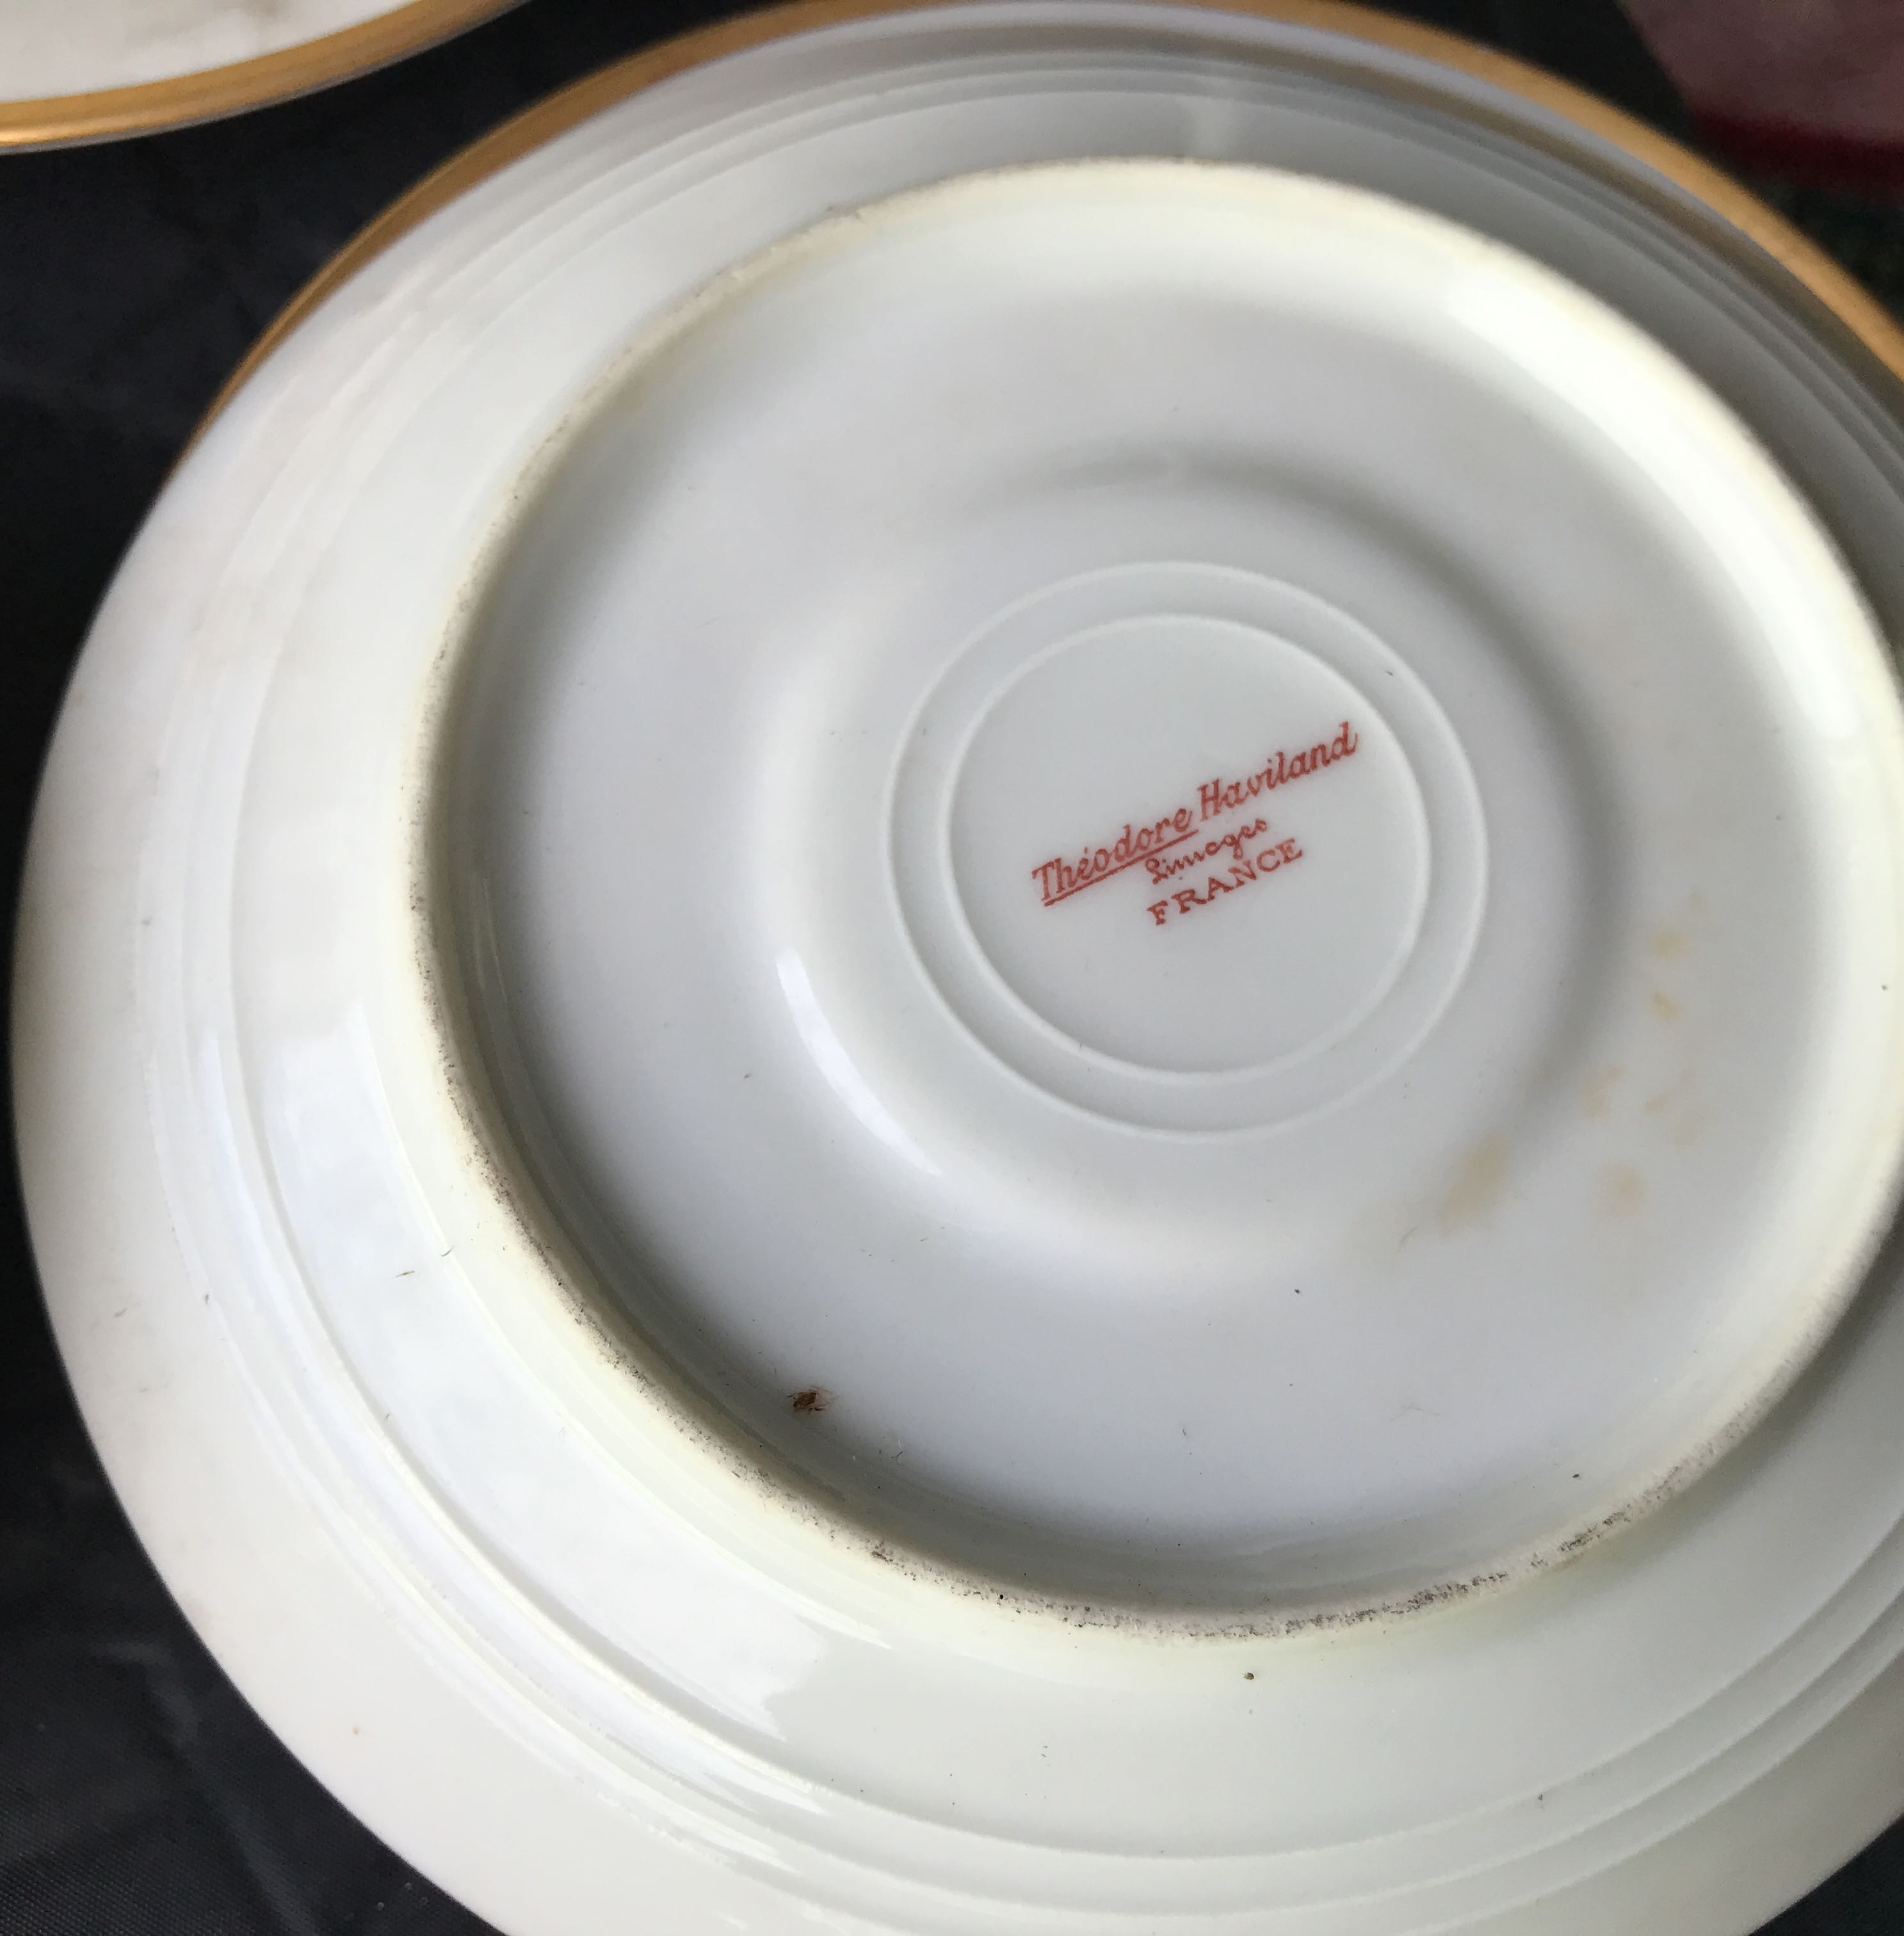 Théodore Haviland
Limoges
FRANCE